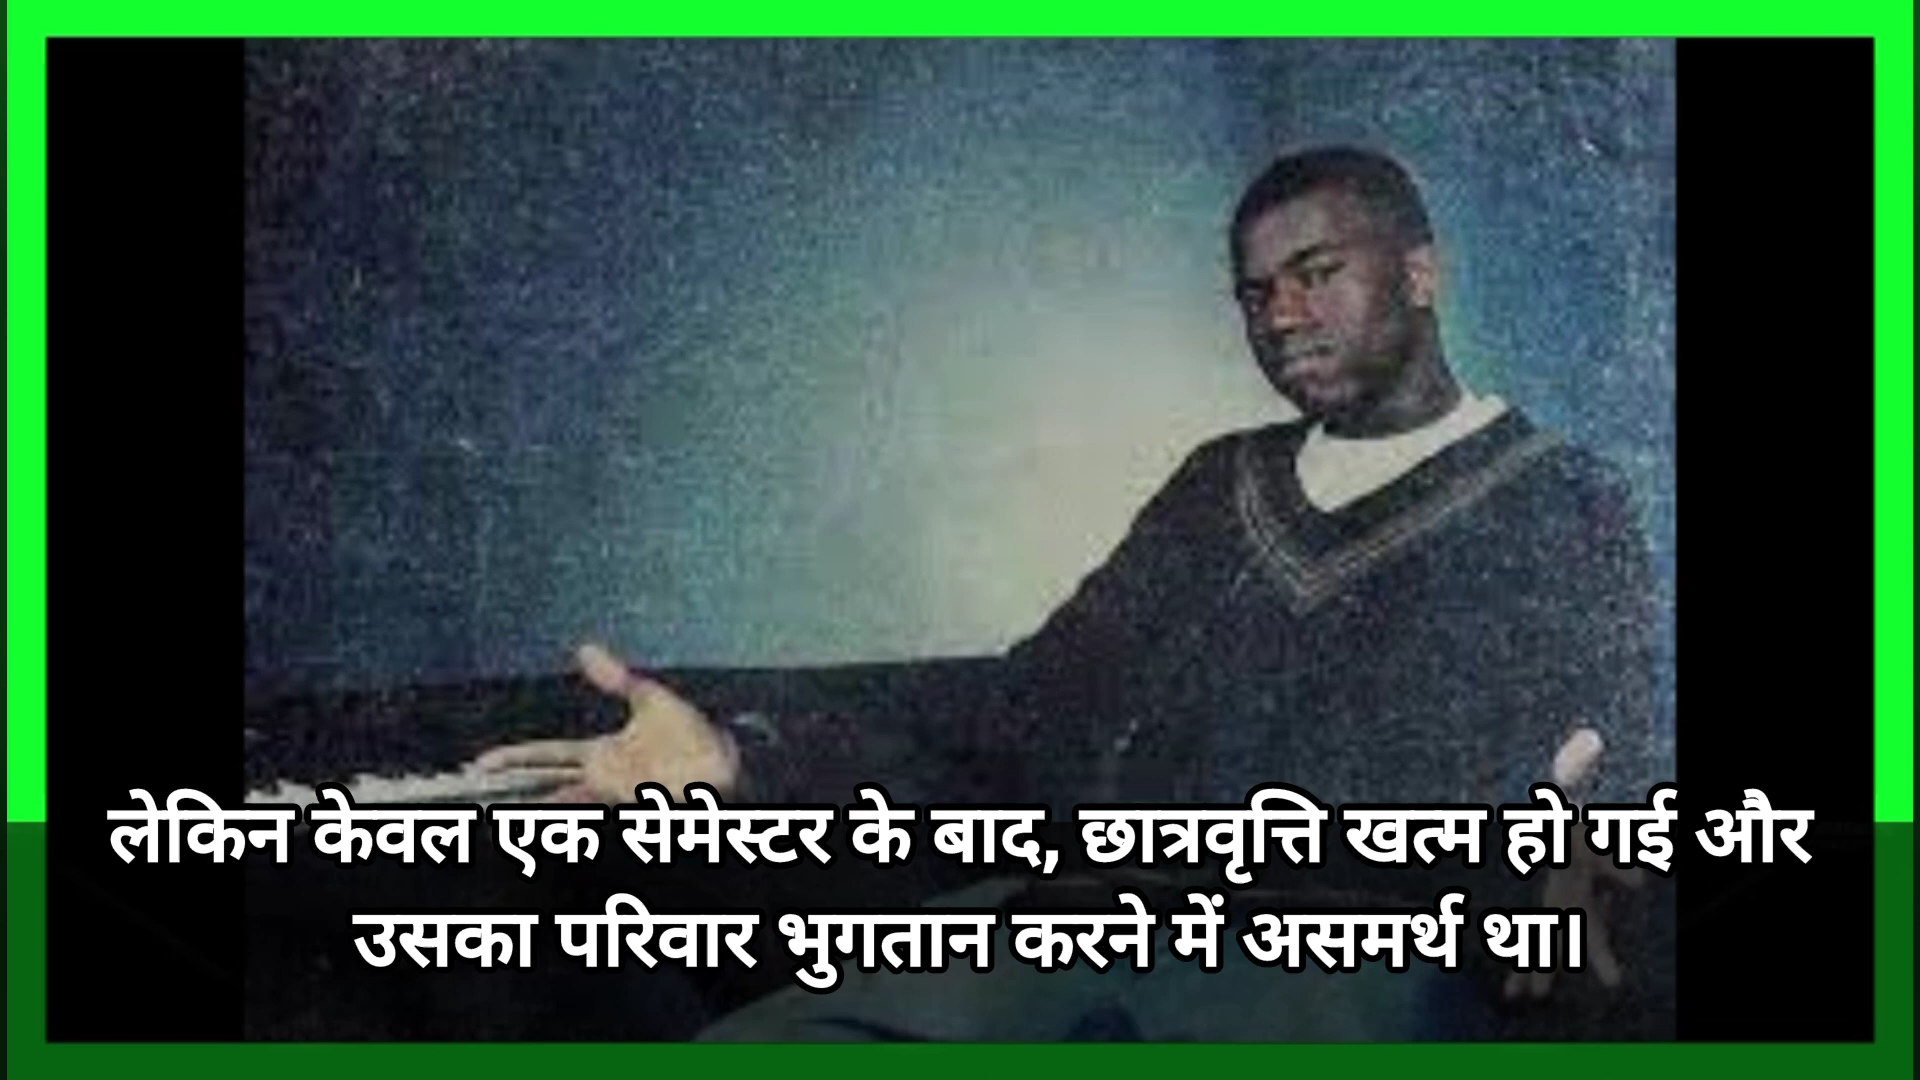 लेकिन केवल एक सेमेस्टर के बाद, छात्रवृत्ति खत्म हो गई और
उसका परिवार भुगतान करने में असमर्थ था।